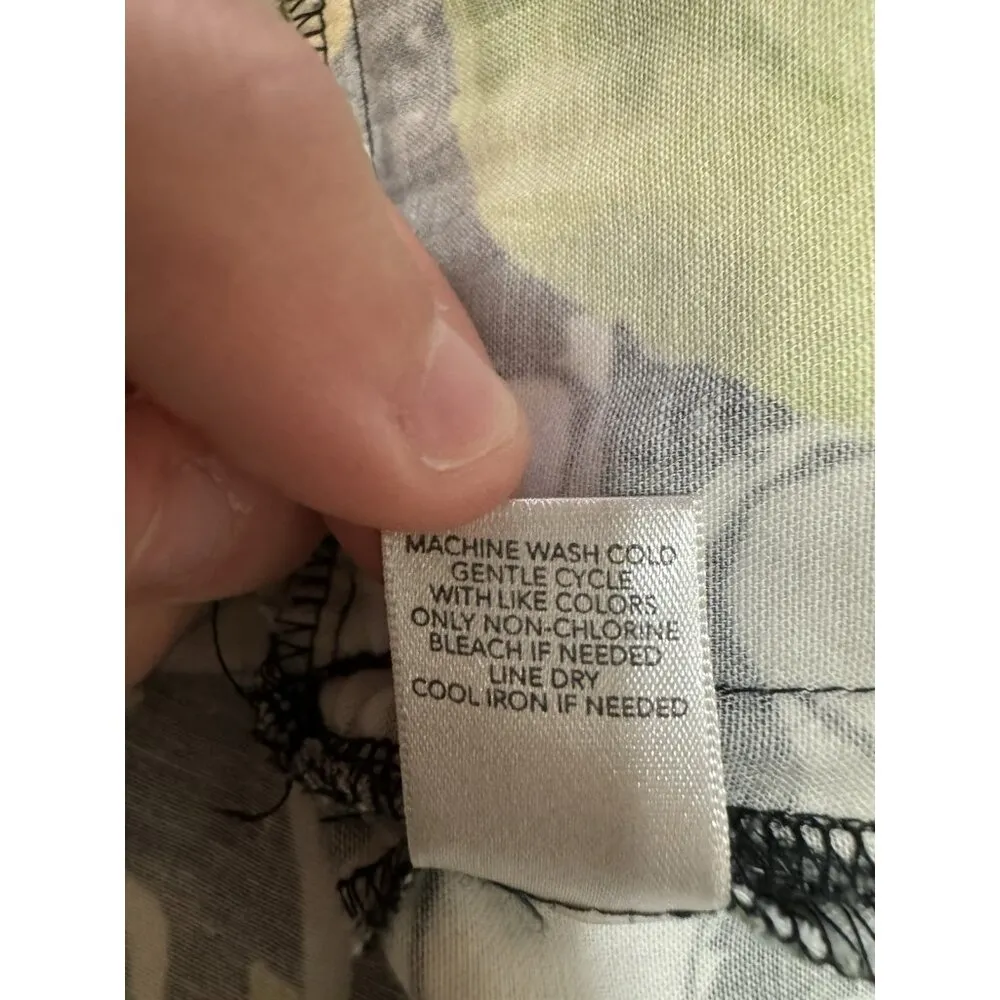 MACHINE WASH COLD
GENTLE CYCLE
WITH LIKE COLORS
ONLY NON-CHLORINE
BLEACH IF NEEDED
LINE DRY
COOL IRON IF NEEDED